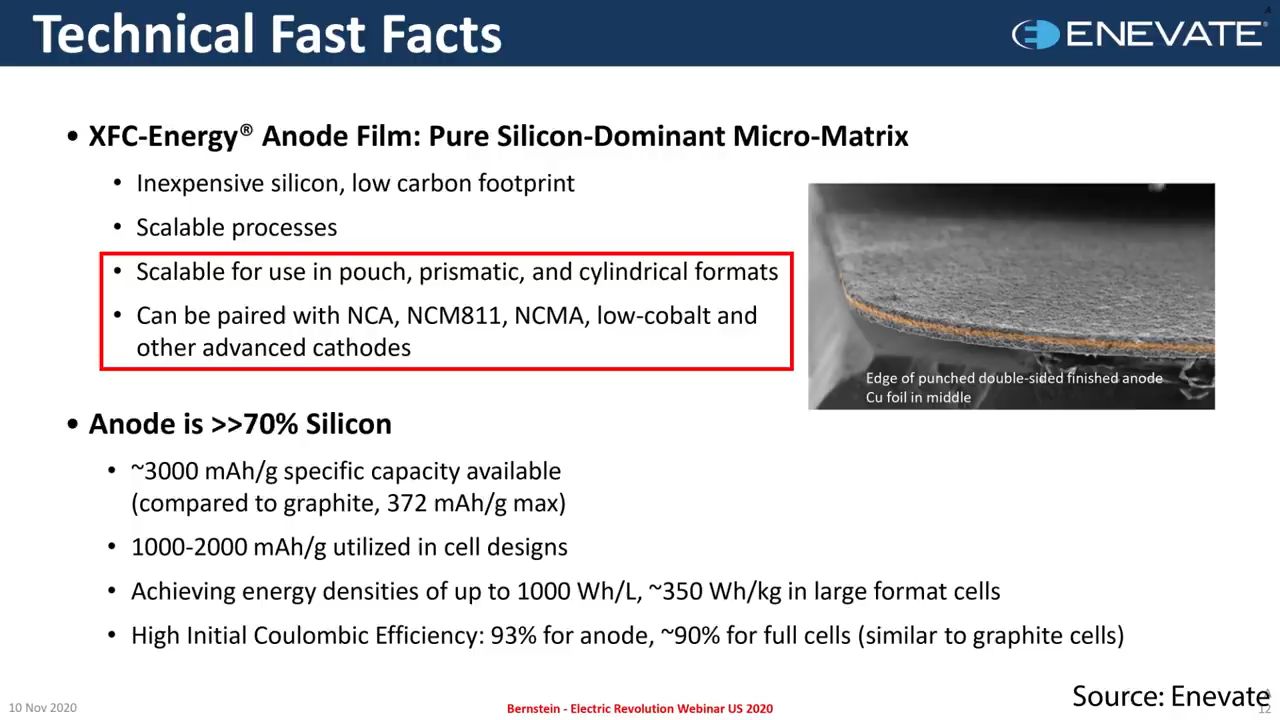 Technical Fast Facts
ENEVATE®
• XFC-Energy® Anode Film: Pure Silicon-Dominant Micro-Matrix
• Inexpensive silicon, low carbon footprint
• Scalable processes
• Scalable for use in pouch, prismatic, and cylindrical formats
• Can be paired with NCA, NCM811, NCMA, low-cobalt and
other advanced cathodes
Edge of punched double-sided finished anode
Cu foil in middle
• Anode is >>70% Silicon
• ~3000 mAh/g specific capacity available
(compared to graphite, 372 mAh/g max)
• 1000-2000 mAh/g utilized in cell designs
• Achieving energy densities of up to 1000 Wh/L, ~350 Wh/kg in large format cells
• High Initial Coulombic Efficiency: 93% for anode, ~90% for full cells (similar to graphite cells)
10 Nov 2020
Bernstein - Electric Revolution Webinar US 2020
Source: Enevate
12